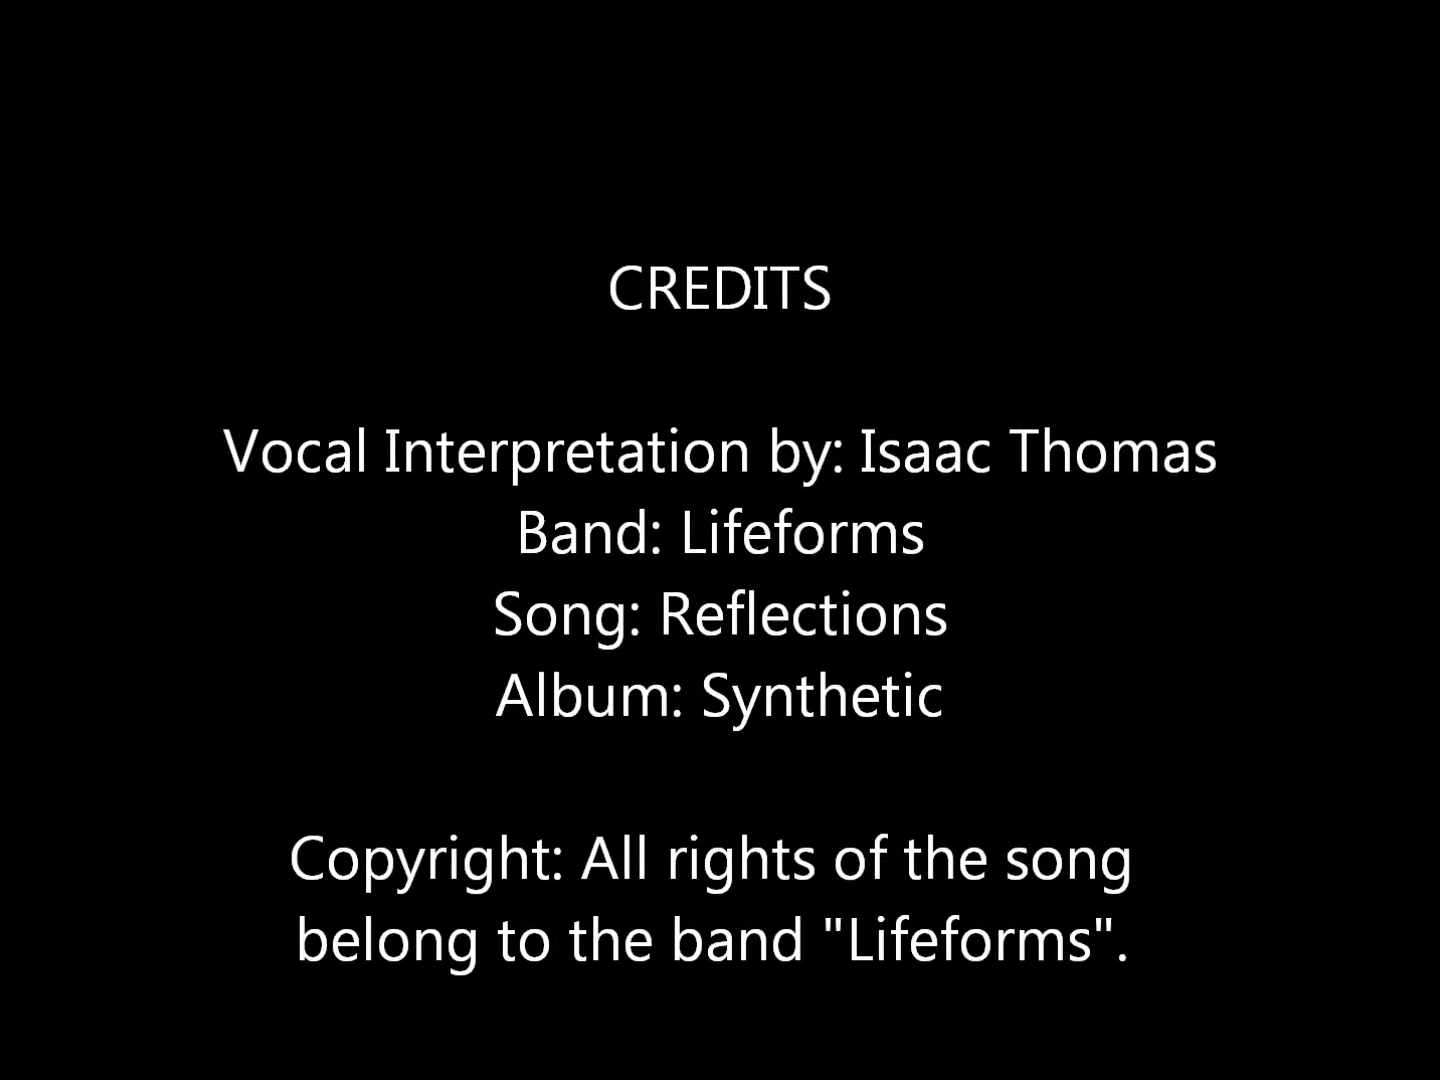 CREDITS
Vocal Interpretation by: Isaac Thomas
Band: Lifeforms
Song: Reflections
Album: Synthetic
Copyright: All rights of the song
belong to the band "Lifeforms".